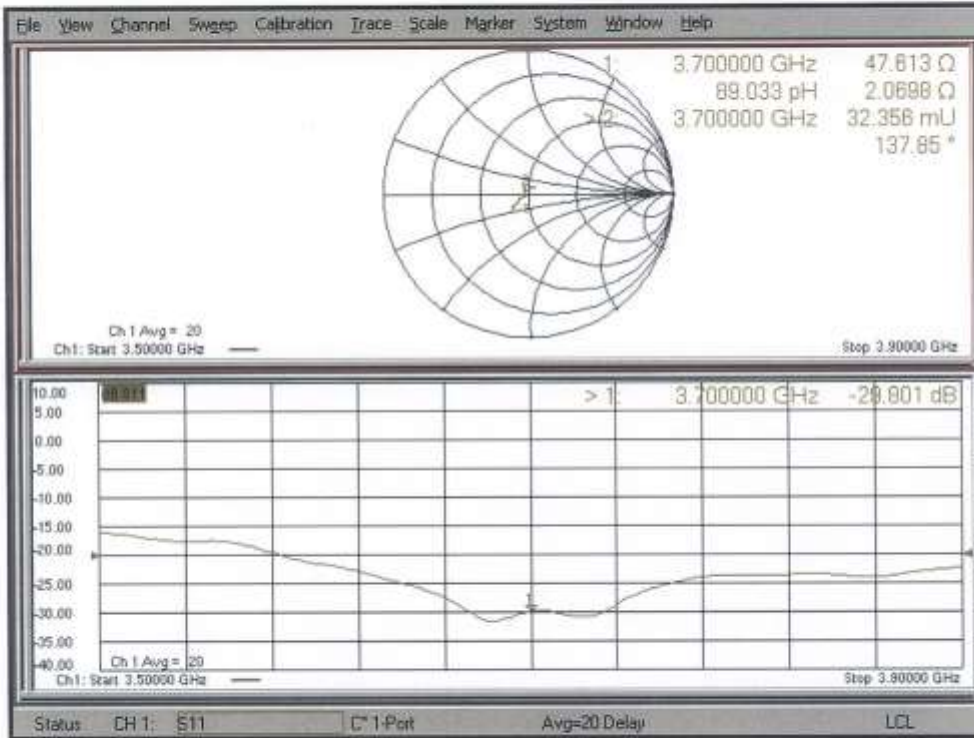 File View Channel Sweep Calibration Trace Scale Marker System Window Help
1: 3.700000 GHz 47.613 Ω
89.033 pH 2.0698 Ω
> 2: 3.700000 GHz 32.356 mU
137.85 °
Ch 1 Avg = 20
Ch1: Start 3.50000 GHz
Stop 3.90000 GHz
10.00
> 1: 3.700000 GHz -29.801 dB
5.00
0.00
-5.00
-10.00
-15.00
-20.00
-25.00
1
-30.00
-35.00
-40.00
Ch 1 Avg = 20
Ch1: Start 3.50000 GHz
Stop 3.90000 GHz
Status CH 1: S11 C* 1-Port Avg=20 Delay LCL